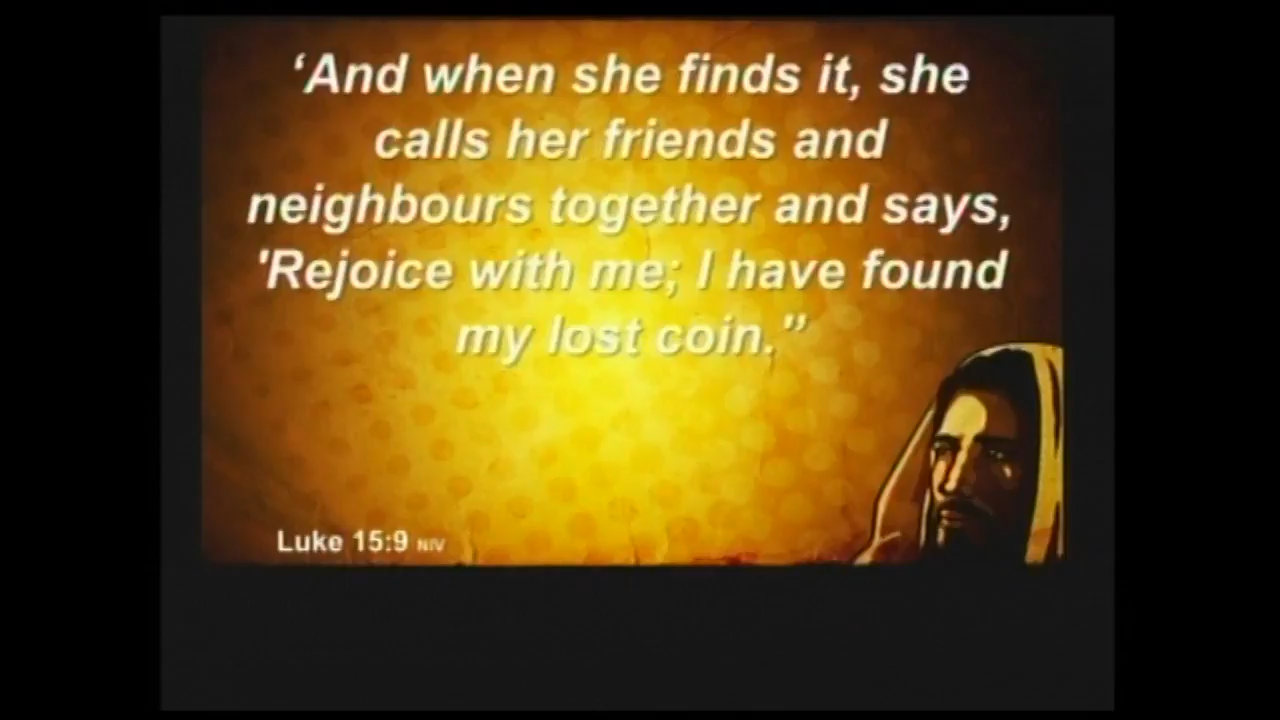 ‘And when she finds it, she
calls her friends and
neighbours together and says,
'Rejoice with me; I have found
my lost coin.”
Luke 15:9 NIV